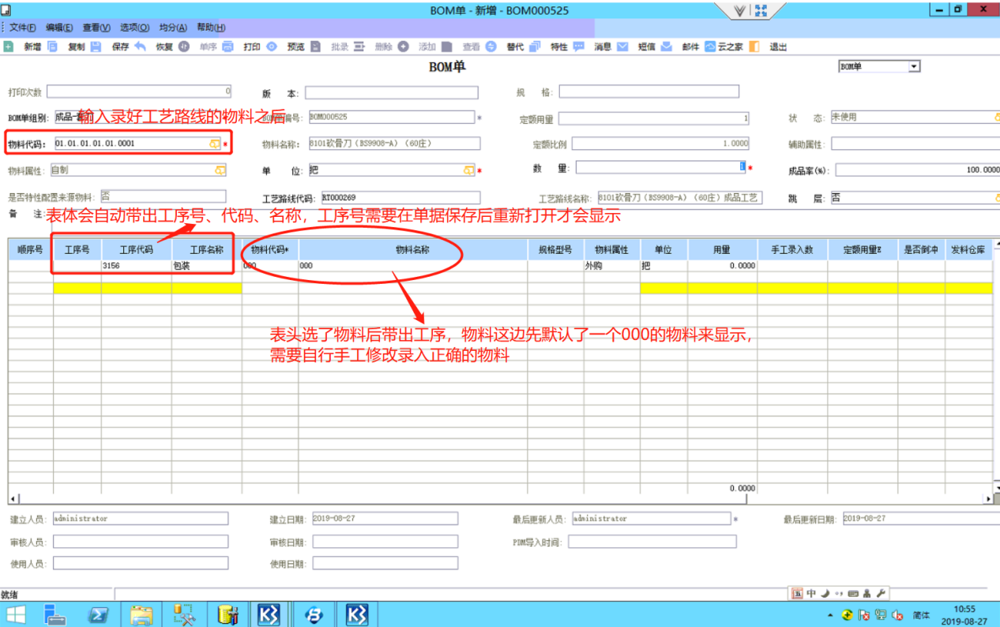 BOM单 - 新增 - BOM000525
文件(F) 编辑(E) 查看(V) 选项(O) 均分(A) 帮助(H)
新增 复制 保存 恢复 单序 打印 预览 批录 删除 添加 查看 替代 特性 消息 短信 邮件 云之家 退出
BOM单
BOM单
打印次数 0 版 本: 规 格:
BOM单组别: 成品 BOM000525 * 定额用量 1 状 态: 未使用
输入录好工艺路线的物料之后
物料代码: 01.01.01.01.01.0001 * 物料名称: 8101砍骨刀(BS9908-A)(60庄) 定额比例 1.0000 辅助属性:
物料属性: 自制 单 位: 把 * 数 量: 1 * 成品率(%): 100.0000
是否特性配置来源物料: 否 工艺路线代码: RT000269 工艺路线名称: 8101砍骨刀(BS9908-A)(60庄)成品工艺 跳 层: 否
备 注:
表体会自动带出工序号、代码、名称，工序号需要在单据保存后重新打开才会显示
顺序号 工序号 工序代码 工序名称 物料代码* 物料名称 规格型号 物料属性 单位 用量 手工录入数 定额用量% 是否倒冲 发料仓库
3156 包装 000 000 外购 把 0.0000
表头选了物料后带出工序，物料这边先默认了一个000的物料来显示，
需要自行手工修改录入正确的物料
0.0000
建立人员: administrator 建立日期: 2019-08-27 最后更新人员: administrator * 最后更新日期: 2019-08-27
审核人员: 审核日期: PDM导入时间:
使用人员: 使用日期:
就绪
五 中
简体
10:55
2019-08-27